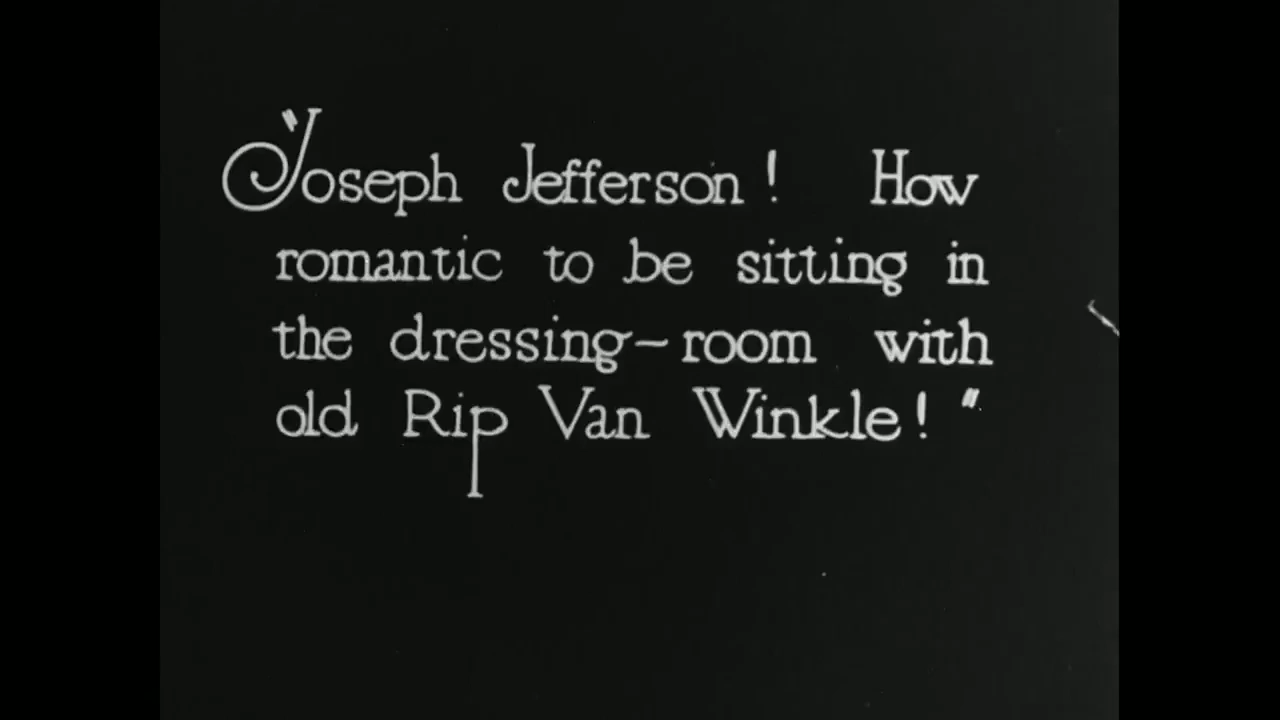 "Joseph Jefferson! How
romantic to be sitting in
the dressing-room with
old Rip Van Winkle!"